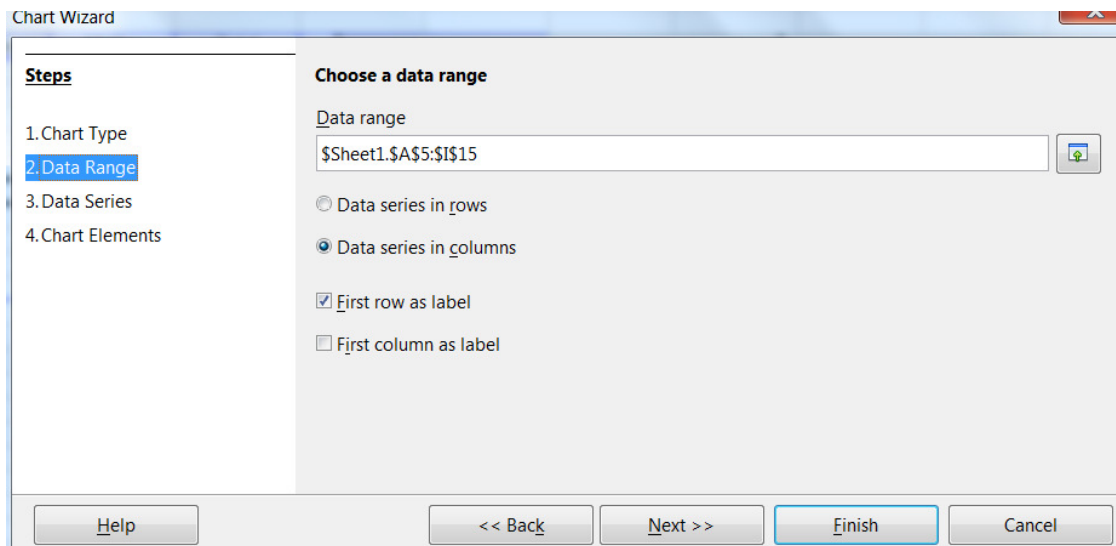 Chart Wizard
Steps
1. Chart Type
2. Data Range
3. Data Series
4. Chart Elements
Choose a data range
Data range
$Sheet1.$A$5:$I$15
Data series in rows
Data series in columns
First row as label
First column as label
Help
<< Back
Next >>
Finish
Cancel